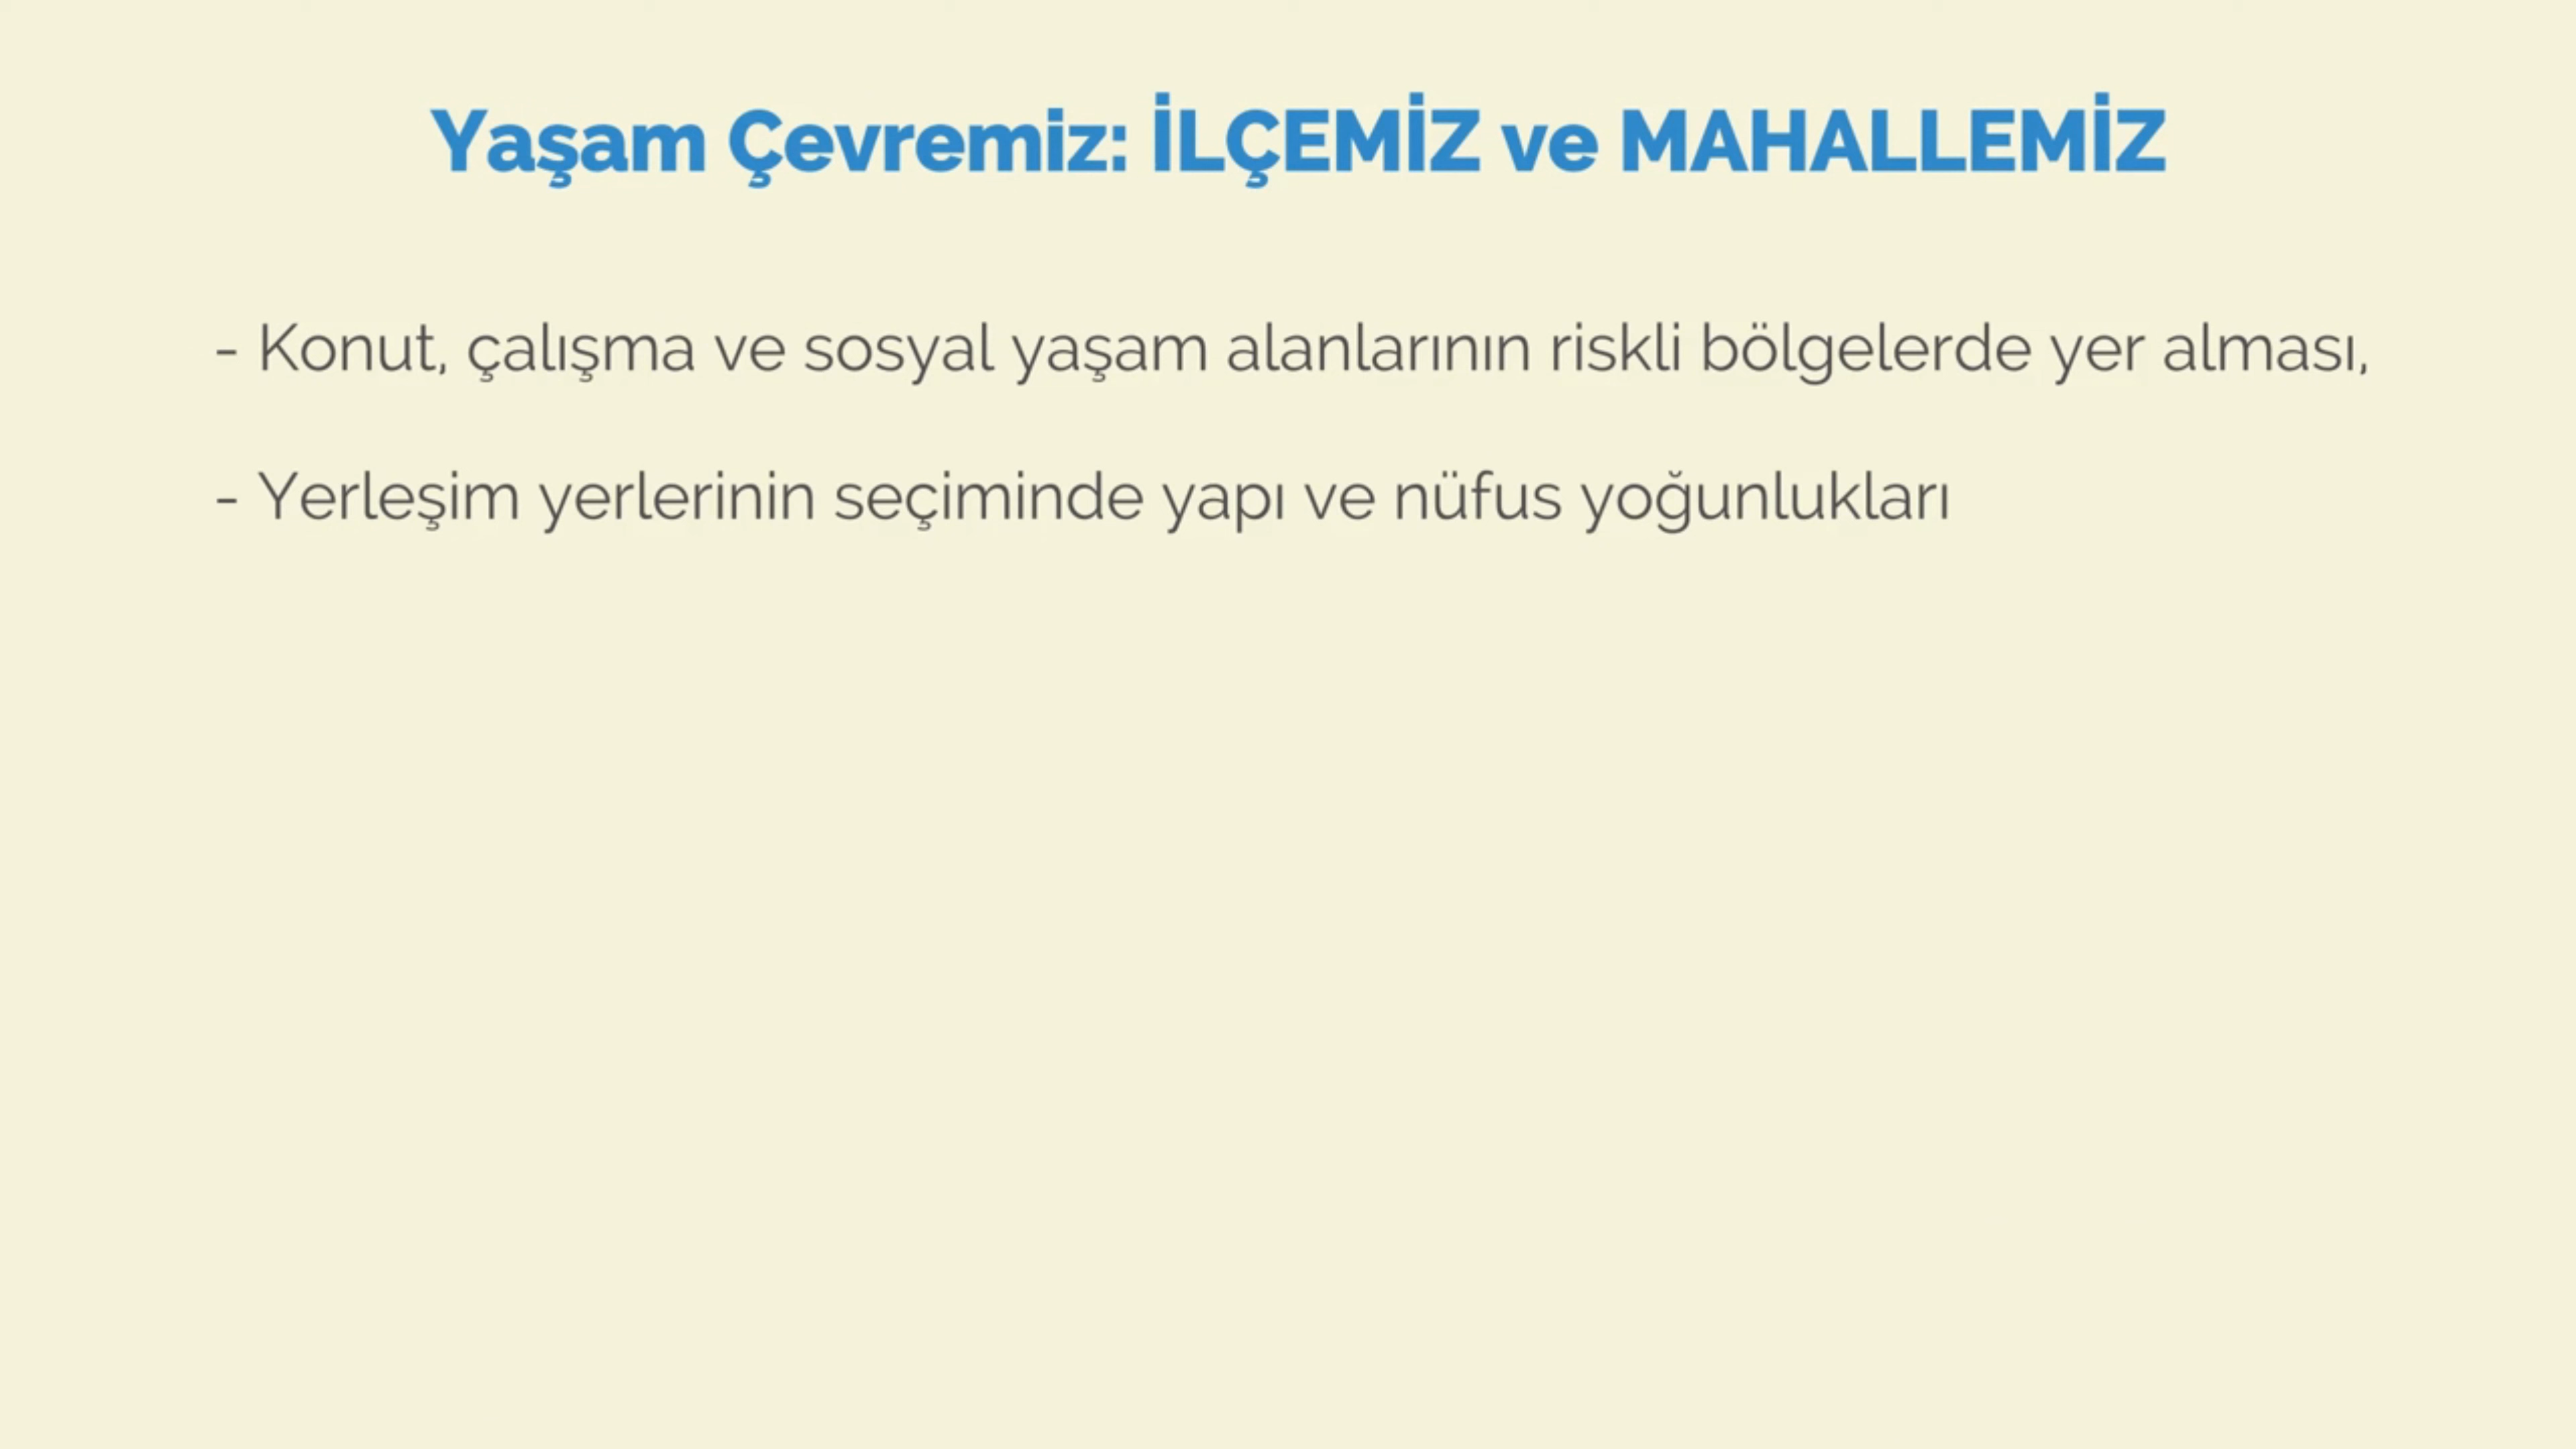 Yaşam Çevremiz: İLÇEMİZ ve MAHALLEMİZ
- Konut, çalışma ve sosyal yaşam alanlarının riskli bölgelerde yer alması,
- Yerleşim yerlerinin seçiminde yapı ve nüfus yoğunlukları